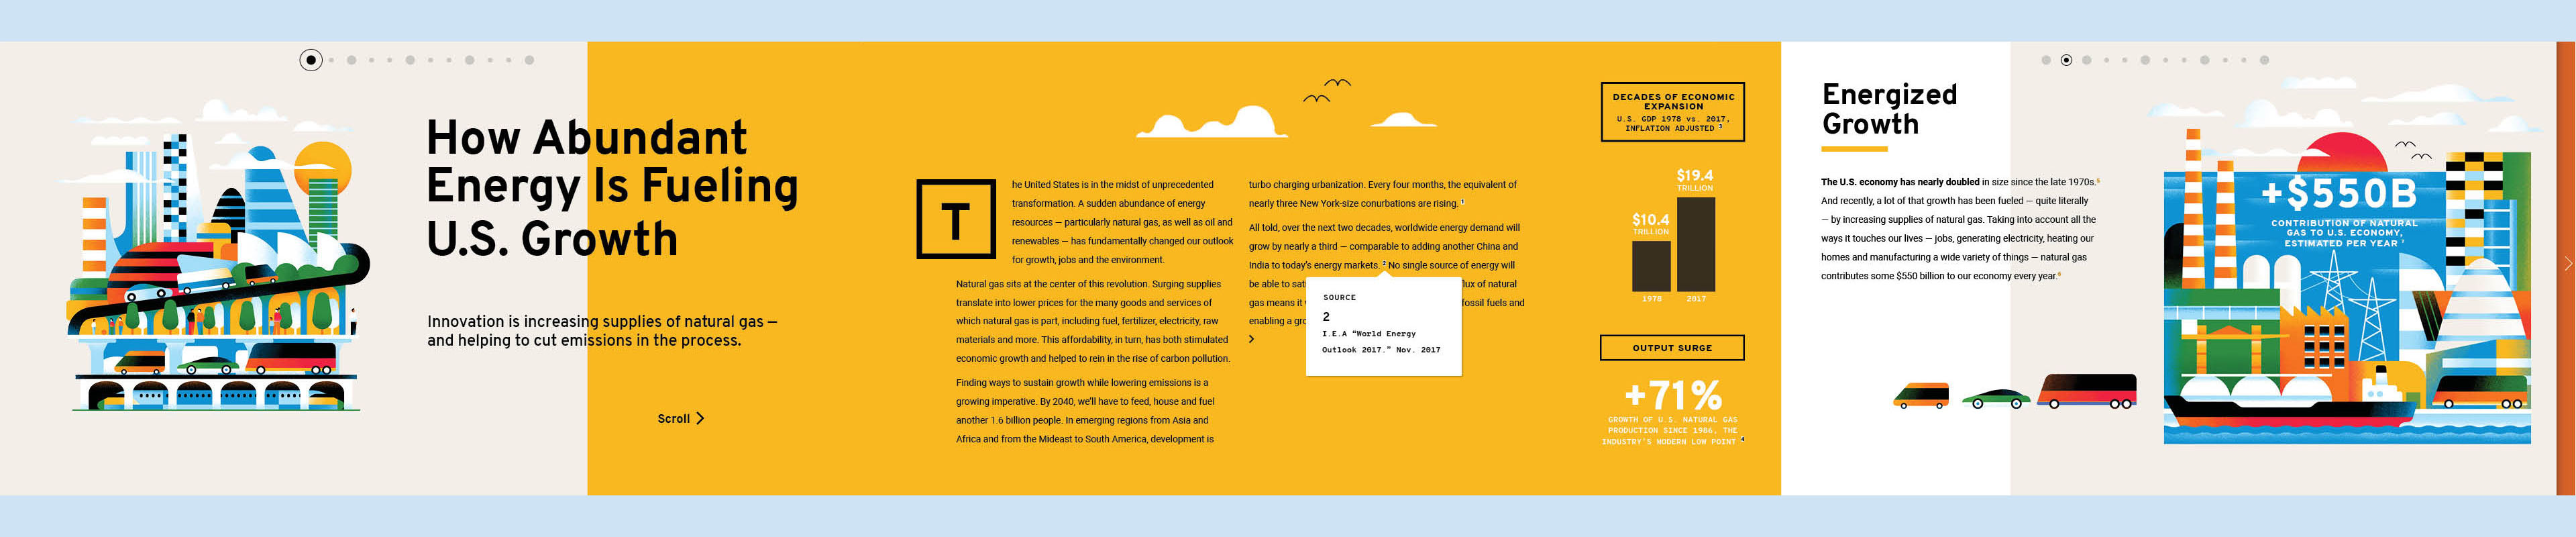 How Abundant
Energy Is Fueling
U.S. Growth
Innovation is increasing supplies of natural gas —
and helping to cut emissions in the process.
Scroll
T
he United States is in the midst of unprecedented
transformation. A sudden abundance of energy
resources — particularly natural gas, as well as oil and
renewables — has fundamentally changed our outlook
for growth, jobs and the environment.
Natural gas sits at the center of this revolution. Surging supplies
translate into lower prices for the many goods and services of
which natural gas is part, including fuel, fertilizer, electricity, raw
materials and more. This affordability, in turn, has both stimulated
economic growth and helped to rein in the rise of carbon pollution.
Finding ways to sustain growth while lowering emissions is a
growing imperative. By 2040, we'll have to feed, house and fuel
another 1.6 billion people. In emerging regions from Asia and
Africa and from the Mideast to South America, development is
turbo charging urbanization. Every four months, the equivalent of
nearly three New York-size conurbations are rising. 1
All told, over the next two decades, worldwide energy demand will
grow by nearly a third — comparable to adding another China and
India to today's energy markets. 2 No single source of energy will
be able to sat lux of natural
gas means it fossil fuels and
enabling a gro
SOURCE
2
I.E.A "World Energy
Outlook 2017." Nov. 2017
DECADES OF ECONOMIC
EXPANSION
U.S. GDP 1978 vs. 2017,
INFLATION ADJUSTED 3
$19.4
TRILLION
$10.4
TRILLION
1978 2017
OUTPUT SURGE
+71%
GROWTH OF U.S. NATURAL GAS
PRODUCTION SINCE 1986, THE
INDUSTRY'S MODERN LOW POINT 4
Energized
Growth
The U.S. economy has nearly doubled in size since the late 1970s.5
And recently, a lot of that growth has been fueled — quite literally
— by increasing supplies of natural gas. Taking into account all the
ways it touches our lives — jobs, generating electricity, heating our
homes and manufacturing a wide variety of things — natural gas
contributes some $550 billion to our economy every year.6
+$550B
CONTRIBUTION OF NATURAL
GAS TO U.S. ECONOMY,
ESTIMATED PER YEAR 7